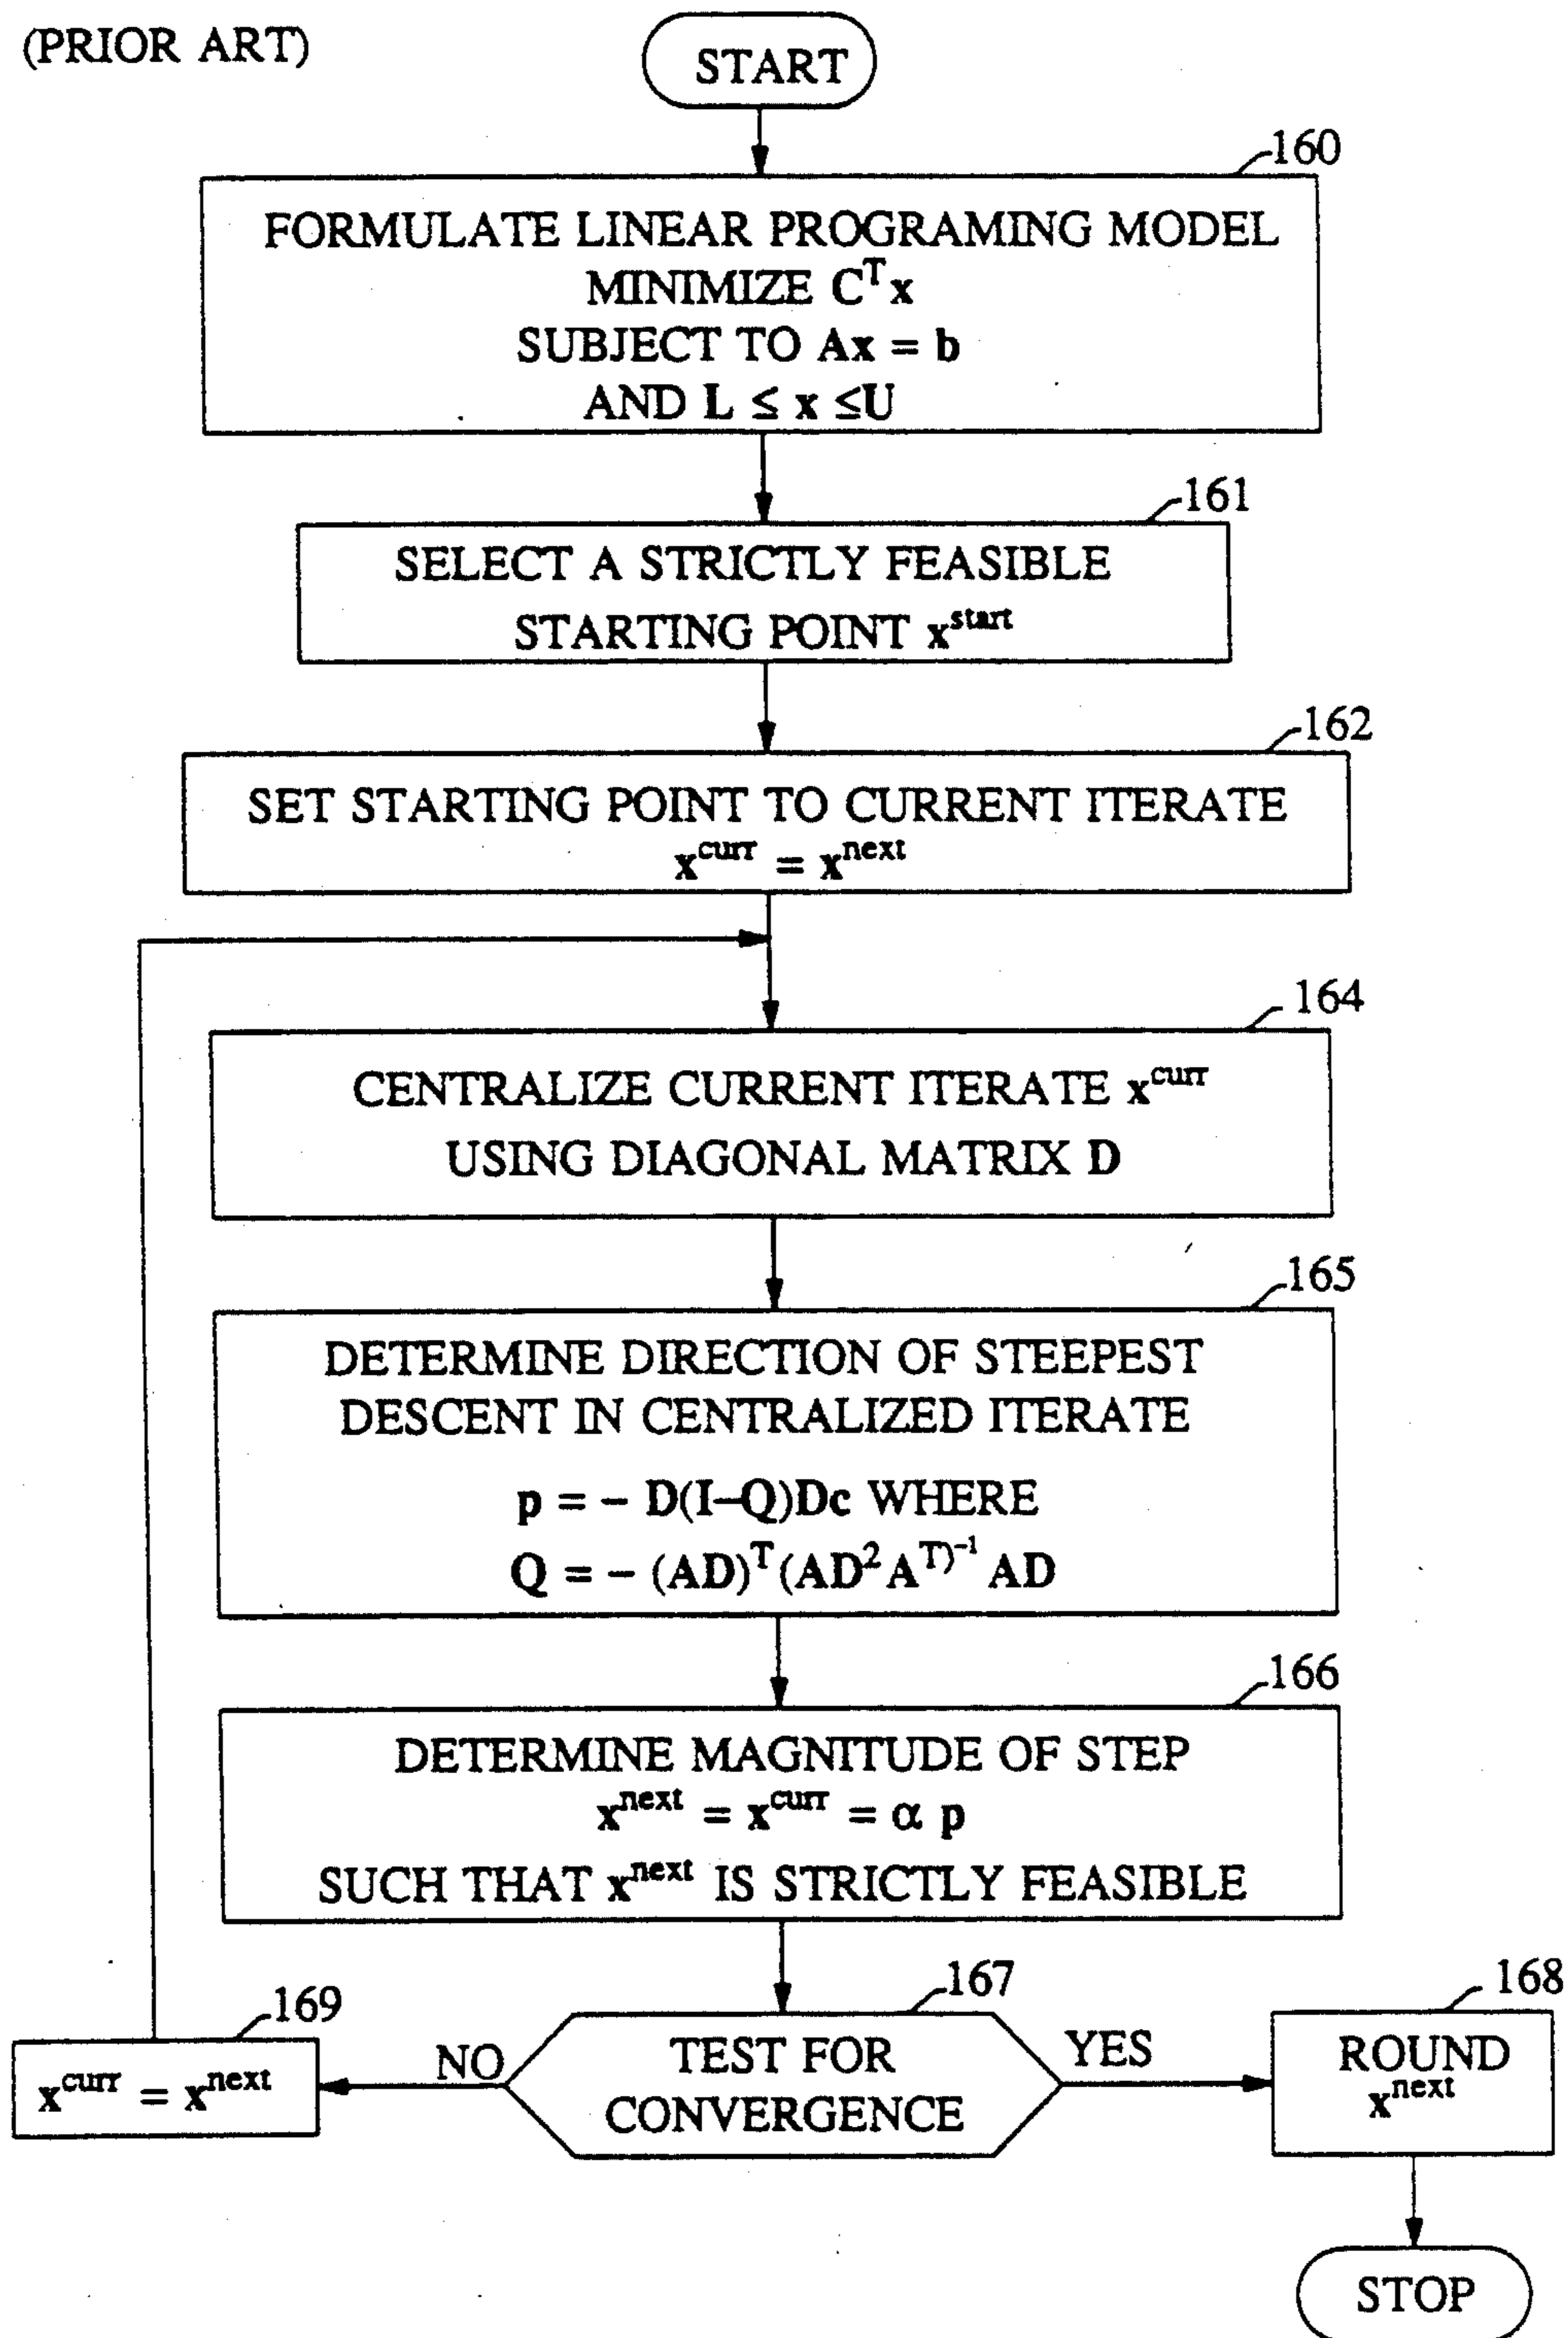 (PRIOR ART)
START
160
FORMULATE LINEAR PROGRAMING MODEL
MINIMIZE C^T x
SUBJECT TO Ax = b
AND L ≤ x ≤U
161
SELECT A STRICTLY FEASIBLE
STARTING POINT x^start
162
SET STARTING POINT TO CURRENT ITERATE
x^curr = x^next
164
CENTRALIZE CURRENT ITERATE x^curr
USING DIAGONAL MATRIX D
165
DETERMINE DIRECTION OF STEEPEST
DESCENT IN CENTRALIZED ITERATE
p = – D(I–Q)Dc WHERE
Q = – (AD)^T (AD^2 A^T)^-1 AD
166
DETERMINE MAGNITUDE OF STEP
x^next = x^curr = α p
SUCH THAT x^next IS STRICTLY FEASIBLE
167
TEST FOR
CONVERGENCE
NO
YES
169
x^curr = x^next
168
ROUND
x^next
STOP